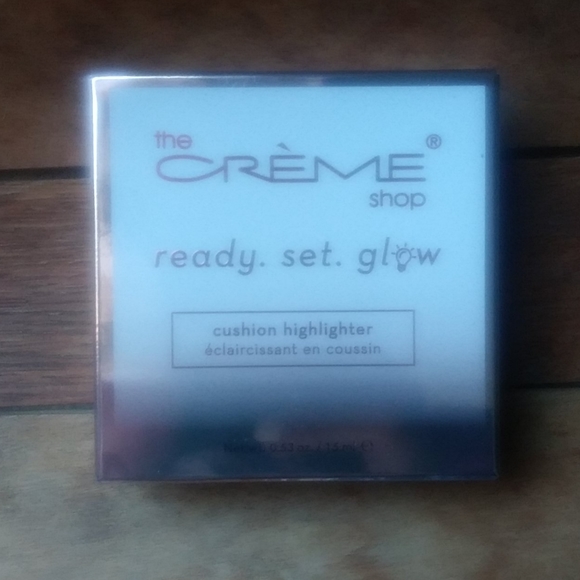 the
CRÈME®
shop
ready. set. glow
cushion highlighter
éclaircissant en coussin